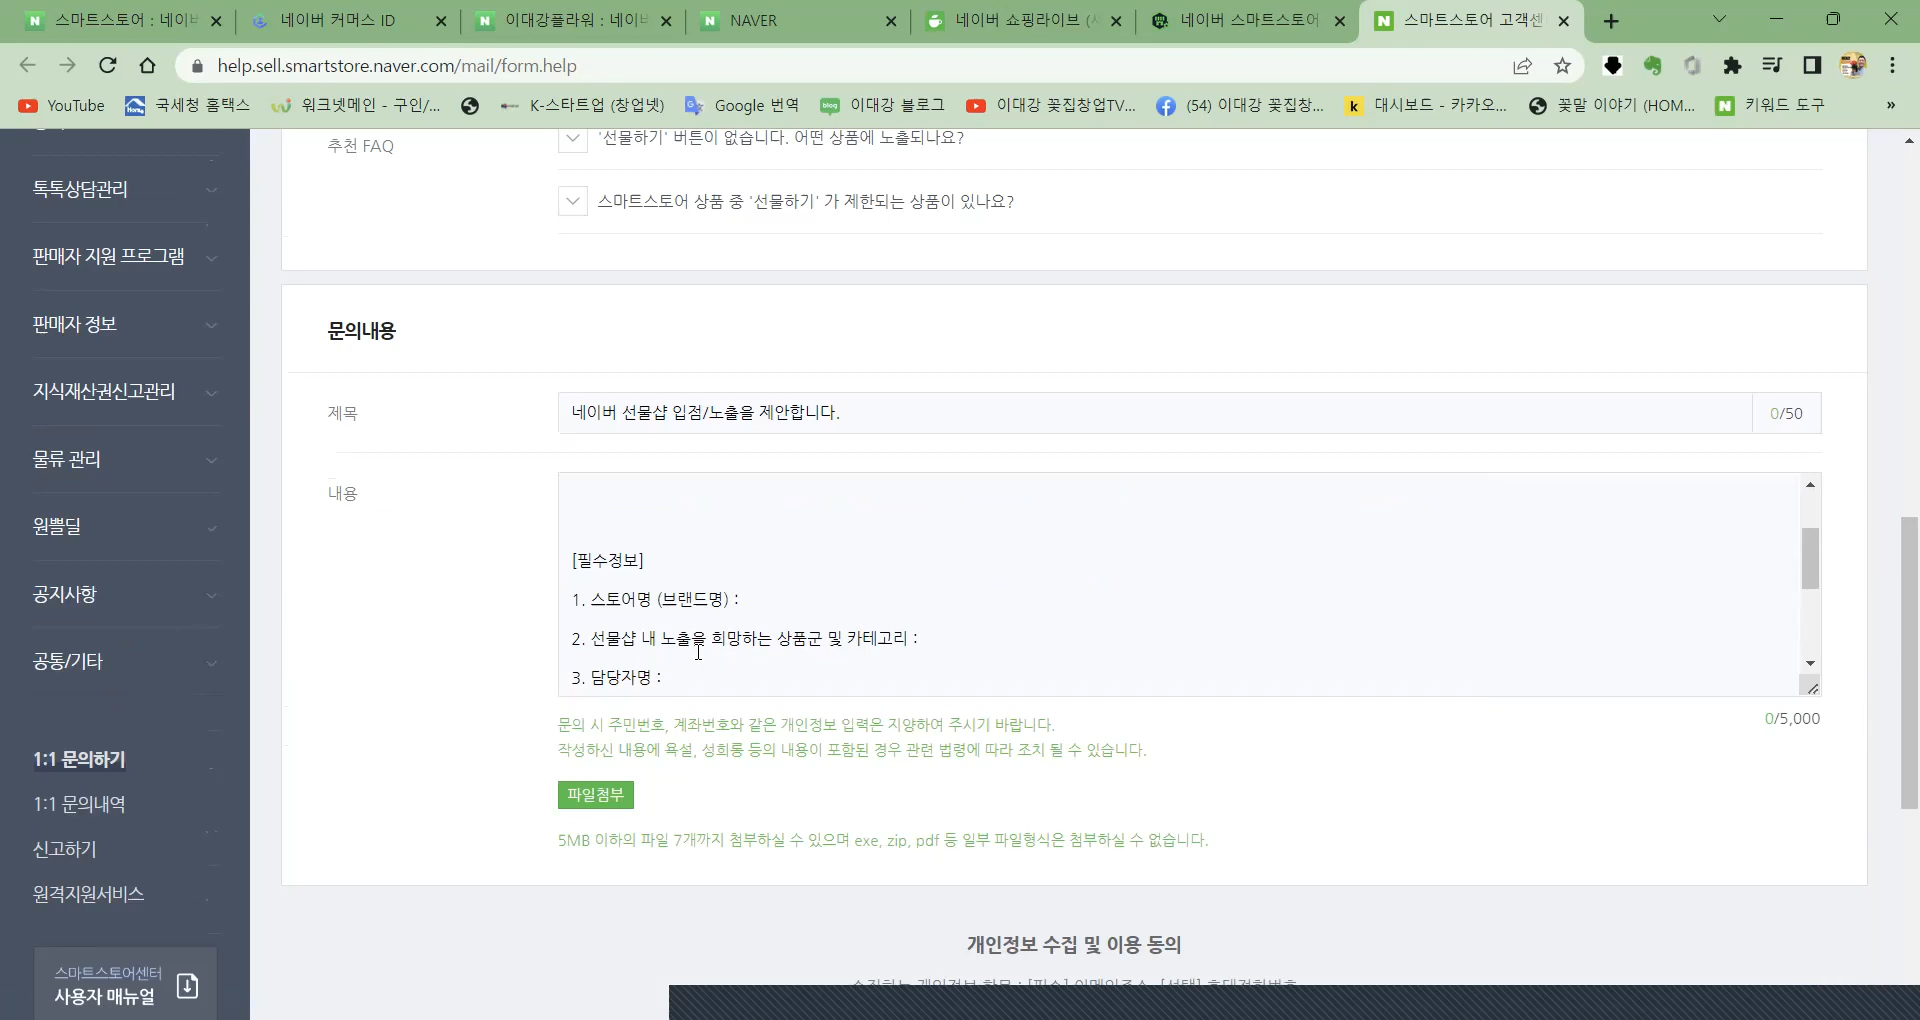 스마트스토어 : 네이버
네이버 커머스 ID
이대강플라워 : 네이버
NAVER
네이버 쇼핑라이브 (사
네이버 스마트스토어
스마트스토어 고객센
help.sell.smartstore.naver.com/mail/form.help
YouTube
국세청 홈택스
워크넷메인 - 구인/...
K-스타트업 (창업넷)
Google 번역
blog 이대강 블로그
이대강 꽃집창업TV...
(54) 이대강 꽃집창...
k 대시보드 - 카카오...
꽃말 이야기 (HOM...
키워드 도구
»
추천 FAQ
'선물하기' 버튼이 없습니다. 어떤 상품에 노출되나요?
톡톡상담관리
스마트스토어 상품 중 '선물하기' 가 제한되는 상품이 있나요?
판매자 지원 프로그램
판매자 정보
문의내용
지식재산권신고관리
제목
네이버 선물샵 입점/노출을 제안합니다.
0/50
물류 관리
내용
원쁠딜
[필수정보]
공지사항
1. 스토어명 (브랜드명) :
2. 선물샵 내 노출을 희망하는 상품군 및 카테고리 :
공통/기타
3. 담당자명 :
문의 시 주민번호, 계좌번호와 같은 개인정보 입력은 지양하여 주시기 바랍니다.
0/5,000
작성하신 내용에 욕설, 성희롱 등의 내용이 포함된 경우 관련 법령에 따라 조치 될 수 있습니다.
1:1 문의하기
파일첨부
1:1 문의내역
5MB 이하의 파일 7개까지 첨부하실 수 있으며 exe, zip, pdf 등 일부 파일형식은 첨부하실 수 없습니다.
신고하기
원격지원서비스
개인정보 수집 및 이용 동의
스마트스토어센터
사용자 매뉴얼